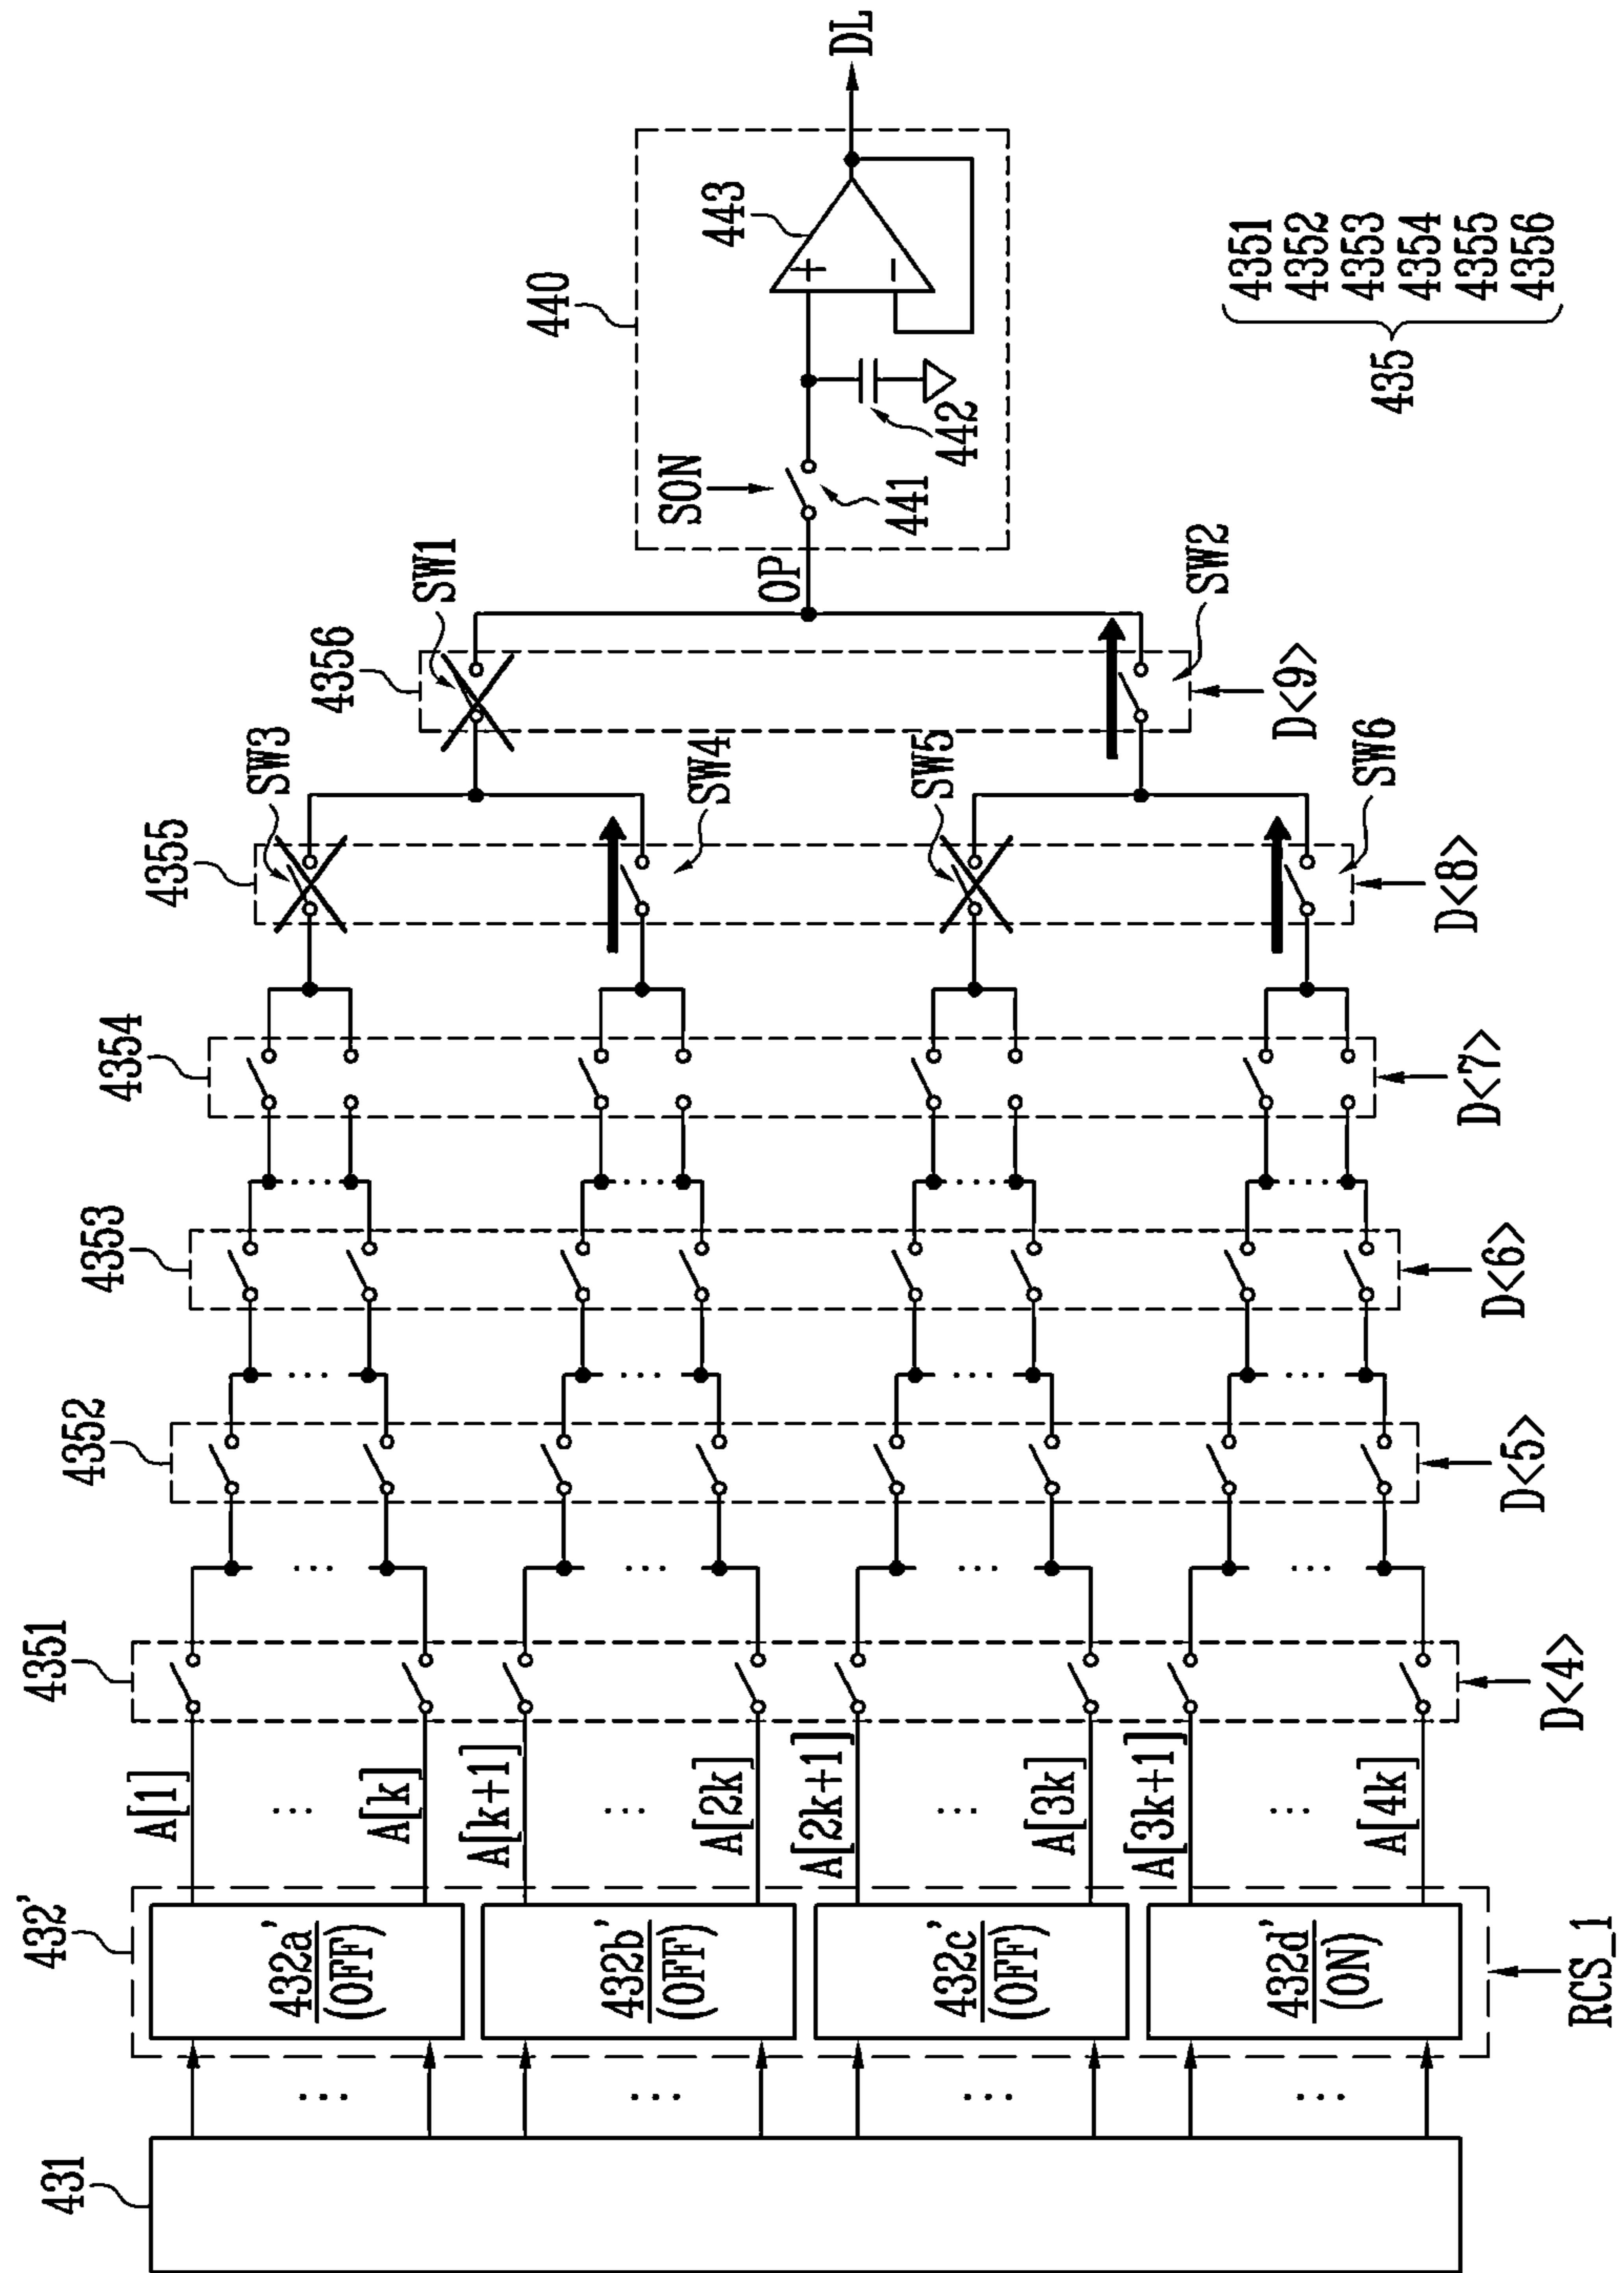 431
432'
432a'
(OFF)
432b'
(OFF)
432c'
(OFF)
432d'
(ON)
RCS_1
A[1]
A[k]
A[k+1]
A[2k]
A[2k+1]
A[3k]
A[3k+1]
A[4k]
4351
D<4>
4352
D<5>
4353
D<6>
4354
D<7>
4355
SW3
SW4
SW5
SW6
D<8>
4356
SW1
SW2
D<9>
OP
440
SON
441
442
443
+
-
DL
435
4351
4352
4353
4354
4355
4356